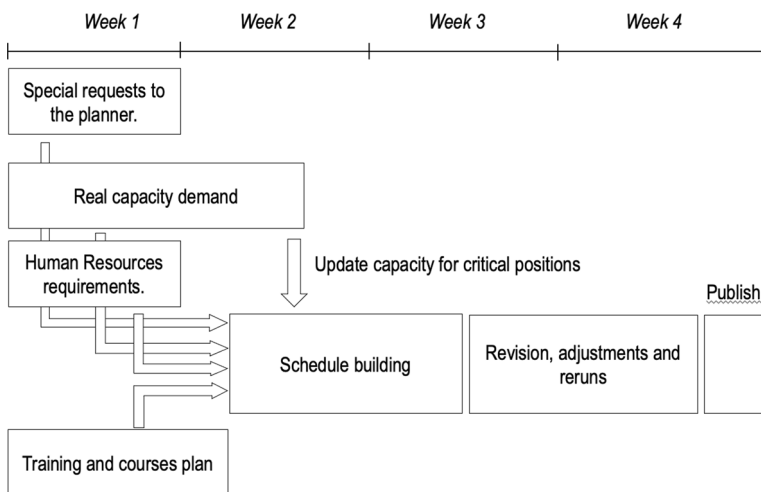 Week 1 Week 2 Week 3 Week 4
Special requests to
the planner.
Real capacity demand
Human Resources
requirements.
Update capacity for critical positions
Publish
Schedule building
Revision, adjustments and
reruns
Training and courses plan